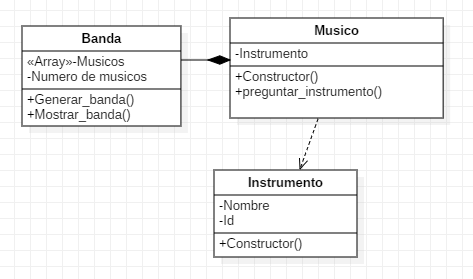 Banda
«Array»-Musicos
-Numero de musicos
+Generar_banda()
+Mostrar_banda()
Musico
-Instrumento
+Constructor()
+preguntar_instrumento()
Instrumento
-Nombre
-Id
+Constructor()